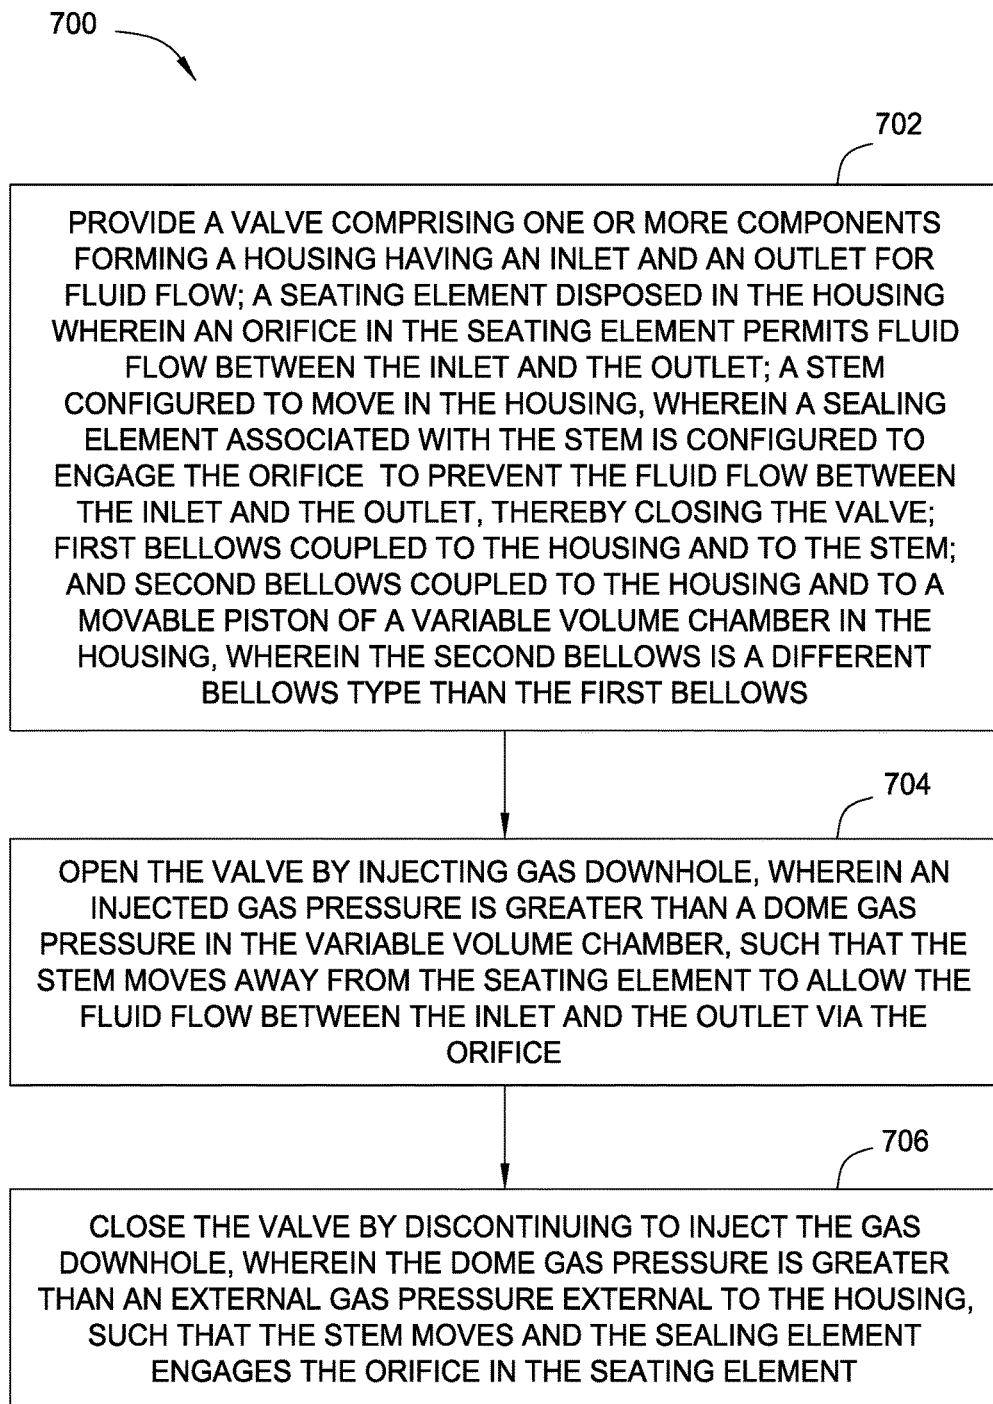 700
702
PROVIDE A VALVE COMPRISING ONE OR MORE COMPONENTS
FORMING A HOUSING HAVING AN INLET AND AN OUTLET FOR
FLUID FLOW; A SEATING ELEMENT DISPOSED IN THE HOUSING
WHEREIN AN ORIFICE IN THE SEATING ELEMENT PERMITS FLUID
FLOW BETWEEN THE INLET AND THE OUTLET; A STEM
CONFIGURED TO MOVE IN THE HOUSING, WHEREIN A SEALING
ELEMENT ASSOCIATED WITH THE STEM IS CONFIGURED TO
ENGAGE THE ORIFICE TO PREVENT THE FLUID FLOW BETWEEN
THE INLET AND THE OUTLET, THEREBY CLOSING THE VALVE;
FIRST BELLOWS COUPLED TO THE HOUSING AND TO THE STEM;
AND SECOND BELLOWS COUPLED TO THE HOUSING AND TO A
MOVABLE PISTON OF A VARIABLE VOLUME CHAMBER IN THE
HOUSING, WHEREIN THE SECOND BELLOWS IS A DIFFERENT
BELLOWS TYPE THAN THE FIRST BELLOWS
704
OPEN THE VALVE BY INJECTING GAS DOWNHOLE, WHEREIN AN
INJECTED GAS PRESSURE IS GREATER THAN A DOME GAS
PRESSURE IN THE VARIABLE VOLUME CHAMBER, SUCH THAT THE
STEM MOVES AWAY FROM THE SEATING ELEMENT TO ALLOW THE
FLUID FLOW BETWEEN THE INLET AND THE OUTLET VIA THE
ORIFICE
706
CLOSE THE VALVE BY DISCONTINUING TO INJECT THE GAS
DOWNHOLE, WHEREIN THE DOME GAS PRESSURE IS GREATER
THAN AN EXTERNAL GAS PRESSURE EXTERNAL TO THE HOUSING,
SUCH THAT THE STEM MOVES AND THE SEALING ELEMENT
ENGAGES THE ORIFICE IN THE SEATING ELEMENT